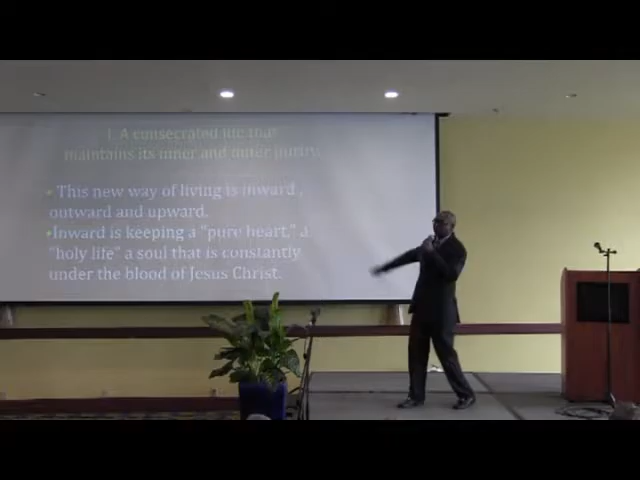 I. A consecrated life that
maintains its inner and outer purity.
• This new way of living is inward,
outward and upward.
•Inward is keeping a "pure heart," a
"holy life" a soul that is constantly
under the blood of Jesus Christ.